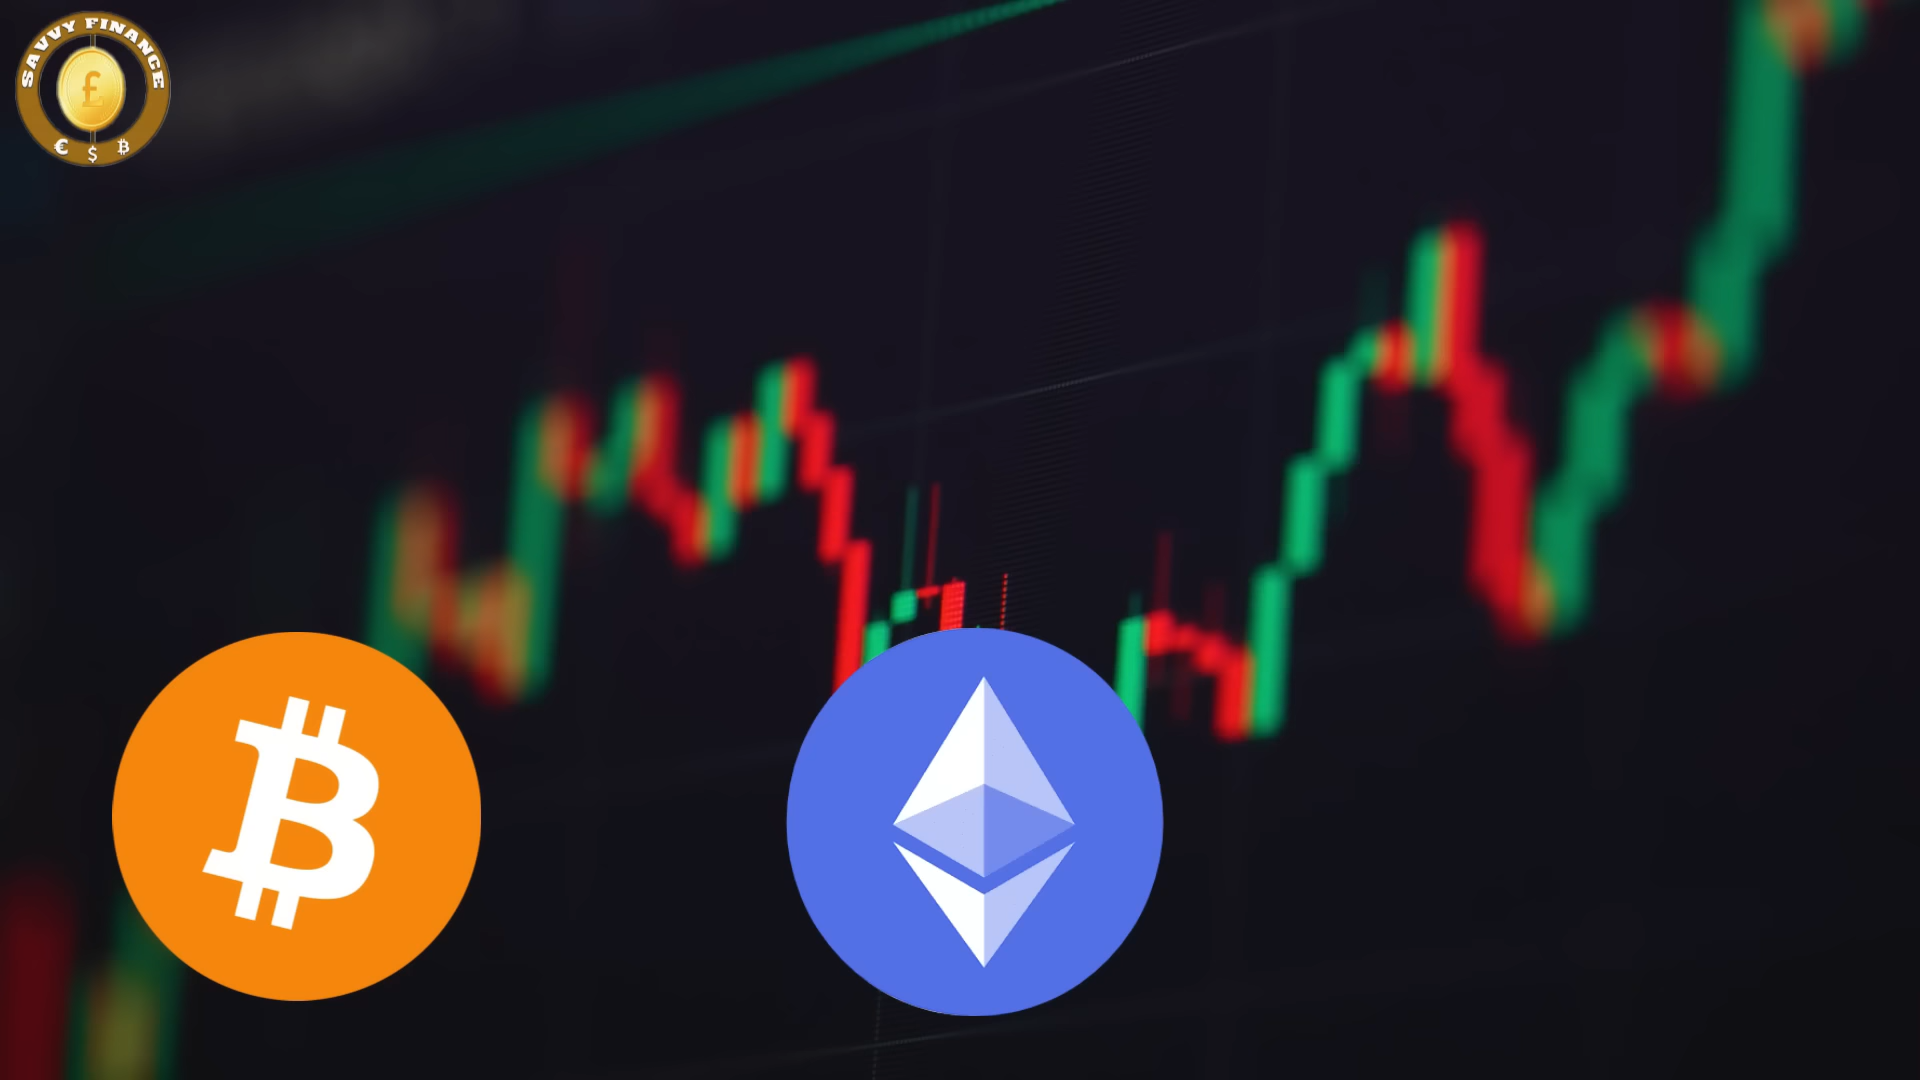 SAVVY FINANCE
£
€ $ ₿
₿